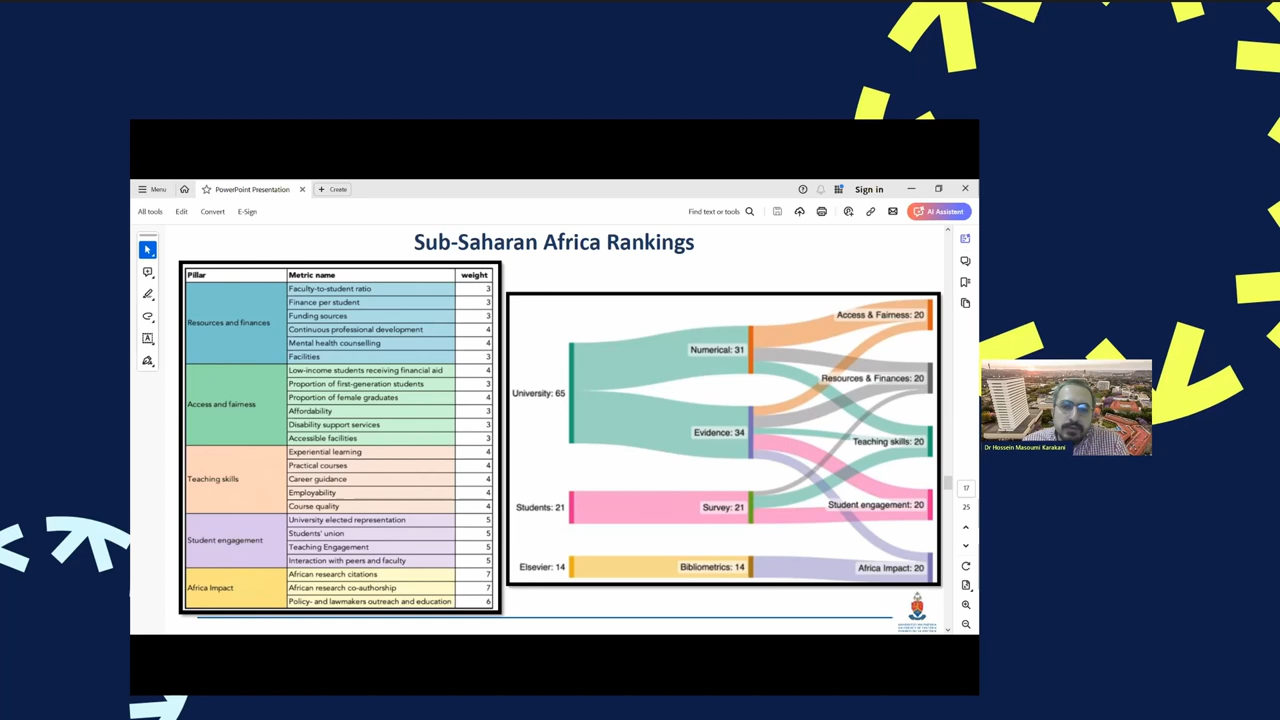 Menu
PowerPoint Presentation
Create
Sign in
All tools
Edit
Convert
E-Sign
Find text or tools
AI Assistant
Sub-Saharan Africa Rankings
Pillar Metric name weight
Resources and finances
Faculty-to-student ratio 3
Finance per student 3
Funding sources 3
Continuous professional development 4
Mental health counselling 4
Facilities 3
Access and fairness
Low-income students receiving financial aid 4
Proportion of first-generation students 3
Proportion of female graduates 4
Affordability 3
Disability support services 3
Accessible facilities 3
Teaching skills
Experiential learning 4
Practical courses 4
Career guidance 4
Employability 4
Course quality 4
Student engagement
University elected representation 5
Students' union 5
Teaching Engagement 5
Interaction with peers and faculty 5
Africa Impact
African research citations 7
African research co-authorship 7
Policy- and lawmakers outreach and education 6
University: 65
Students: 21
Elsevier: 14
Numerical: 31
Evidence: 34
Survey: 21
Bibliometrics: 14
Access & Fairness: 20
Resources & Finances: 20
Teaching skills: 20
Student engagement: 20
Africa Impact: 20
17
25
Dr Hossein Masoumi Karakani